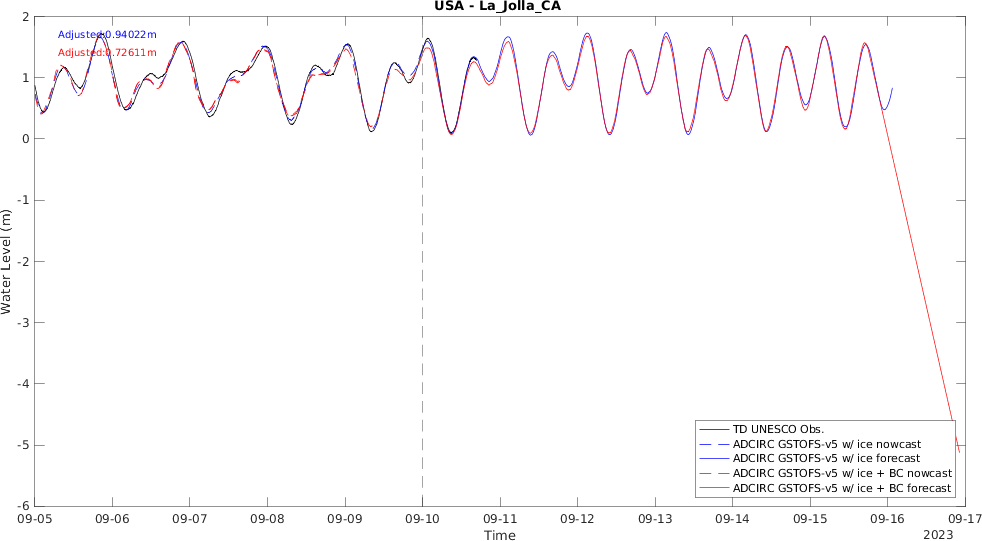 USA - La_Jolla_CA
Adjusted:0.94022m
Adjusted:0.72611m
Water Level (m)
2
1
0
-1
-2
-3
-4
-5
-6
TD UNESCO Obs.
ADCIRC GSTOFS-v5 w/ ice nowcast
ADCIRC GSTOFS-v5 w/ ice forecast
ADCIRC GSTOFS-v5 w/ ice + BC nowcast
ADCIRC GSTOFS-v5 w/ ice + BC forecast
09-05 09-06 09-07 09-08 09-09 09-10 09-11 09-12 09-13 09-14 09-15 09-16 09-17
Time
2023